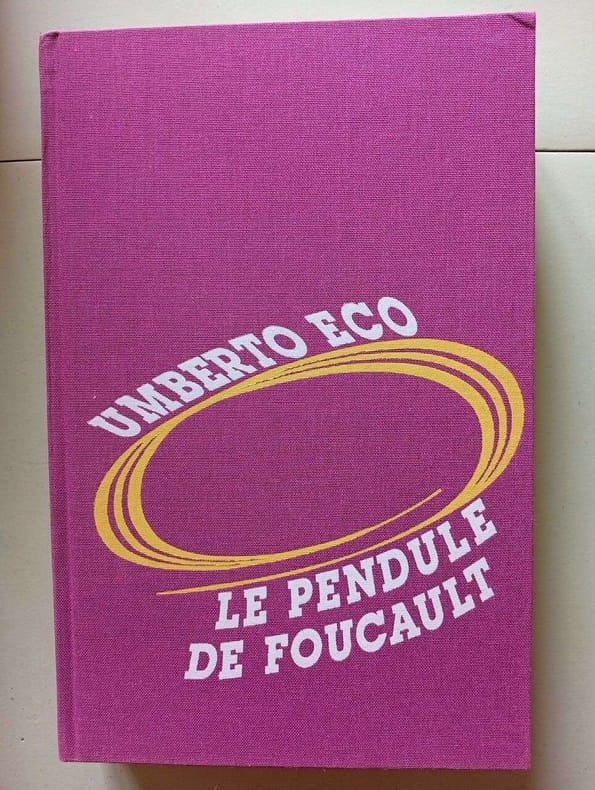 UMBERTO ECO
LE PENDULE
DE FOUCAULT